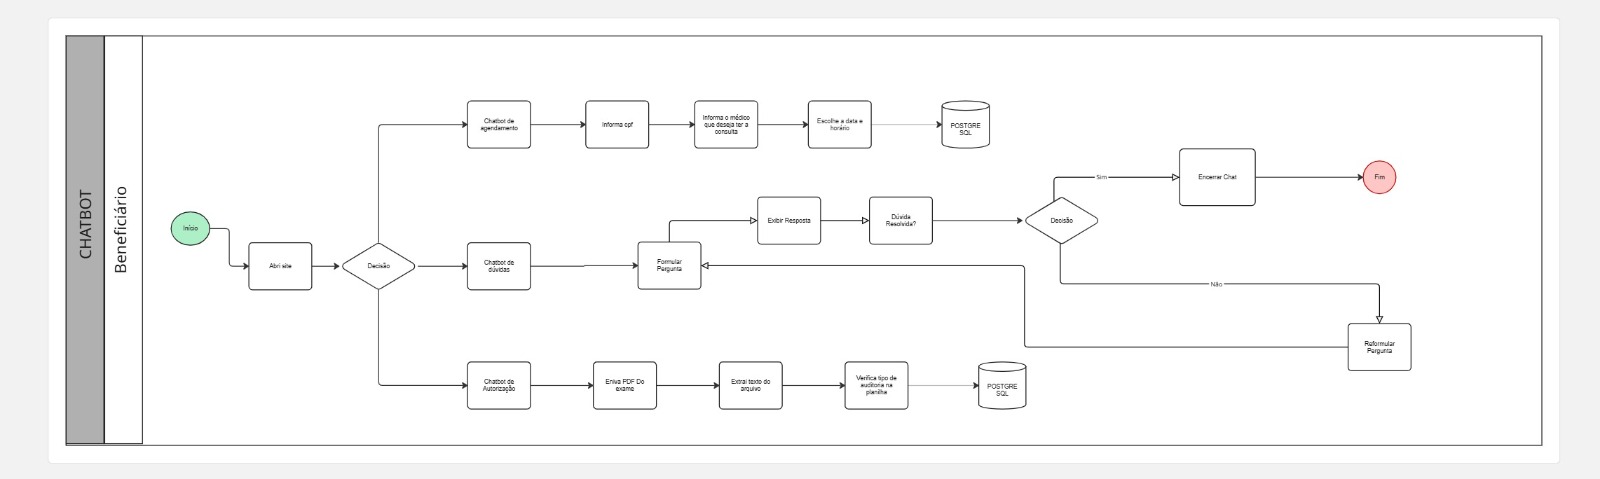 CHATBOT
Beneficiário
Início
Abri site
Decisão
Chatbot de
agendamento
Informa cpf
Informa o médico
que deseja ter a
consulta
Escolhe a data e
horário
POSTGRE
SQL
Chatbot de
dúvidas
Formular
Pergunta
Exibir Resposta
Dúvida
Resolvida?
Decisão
Sim
Encerrar Chat
Fim
Não
Reformular
Pergunta
Chatbot de
Autorização
Eniva PDF Do
exame
Extrai texto do
arquivo
Verifica tipo de
auditoria na
planilha
POSTGRE
SQL